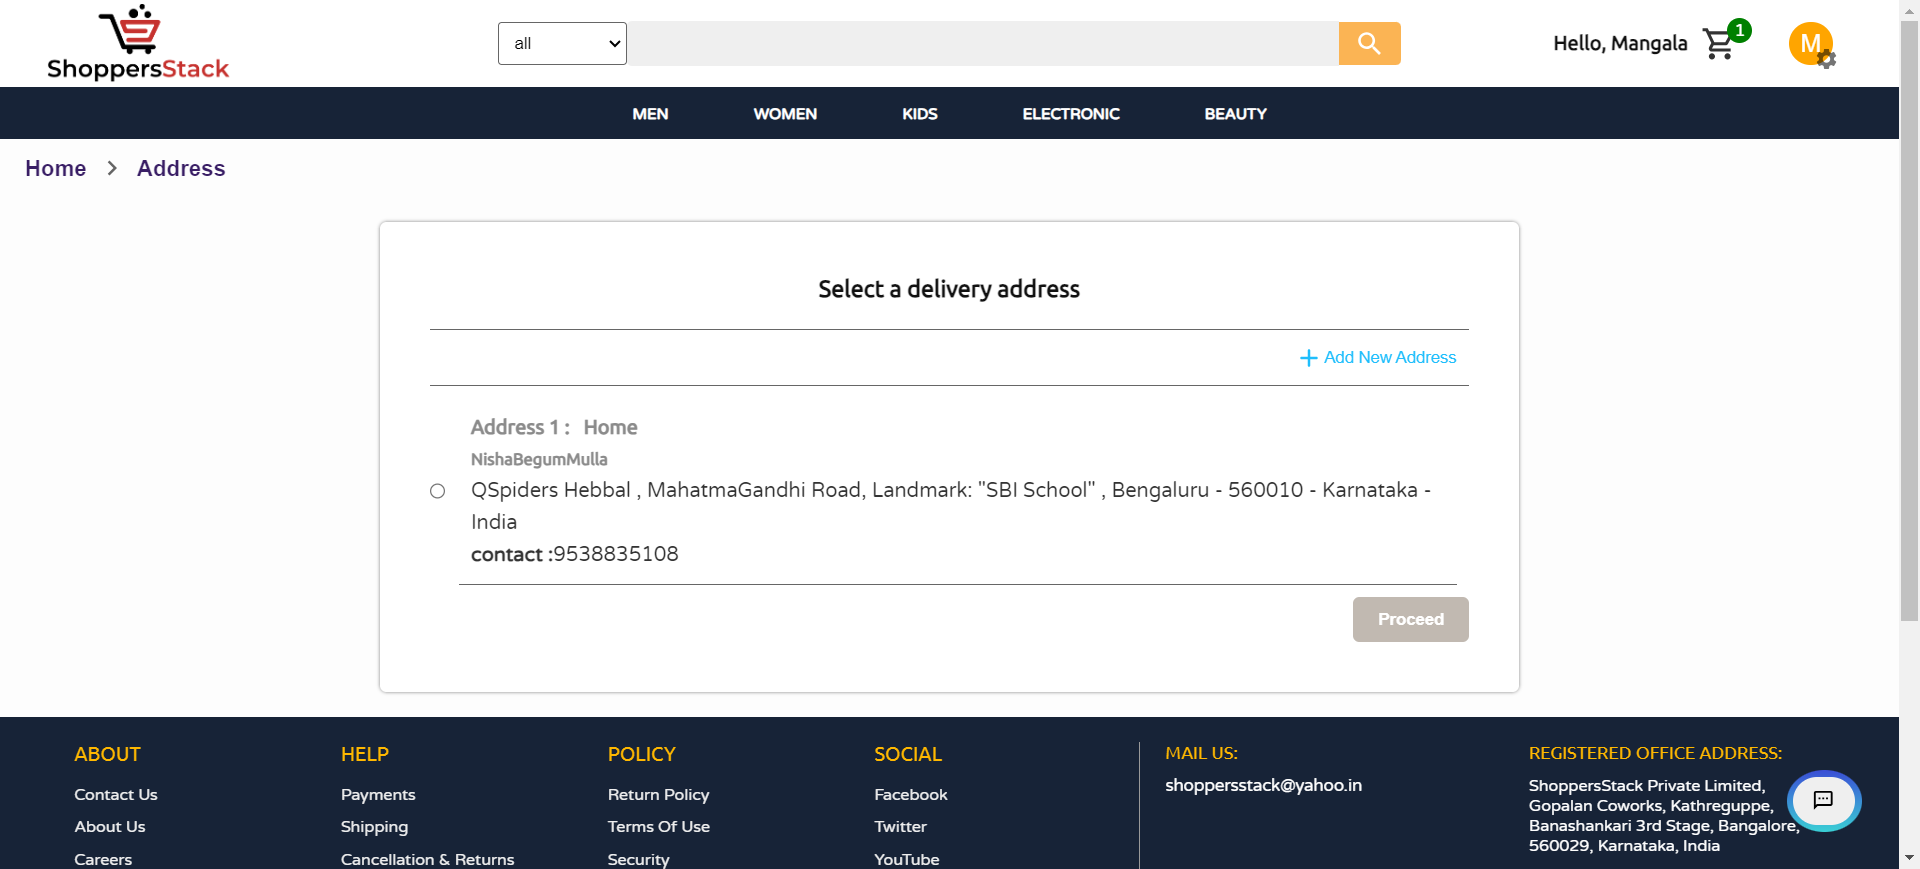 ShoppersStack
all
Hello, Mangala
1
M
MEN WOMEN KIDS ELECTRONIC BEAUTY
Home > Address
Select a delivery address
+ Add New Address
Address 1 : Home
NishaBegumMulla
QSpiders Hebbal , MahatmaGandhi Road, Landmark: "SBI School" , Bengaluru - 560010 - Karnataka -
India
contact :9538835108
Proceed
ABOUT
Contact Us
About Us
Careers
HELP
Payments
Shipping
Cancellation & Returns
POLICY
Return Policy
Terms Of Use
Security
SOCIAL
Facebook
Twitter
YouTube
MAIL US:
shoppersstack@yahoo.in
REGISTERED OFFICE ADDRESS:
ShoppersStack Private Limited,
Gopalan Coworks, Kathreguppe,
Banashankari 3rd Stage, Bangalore,
560029, Karnataka, India